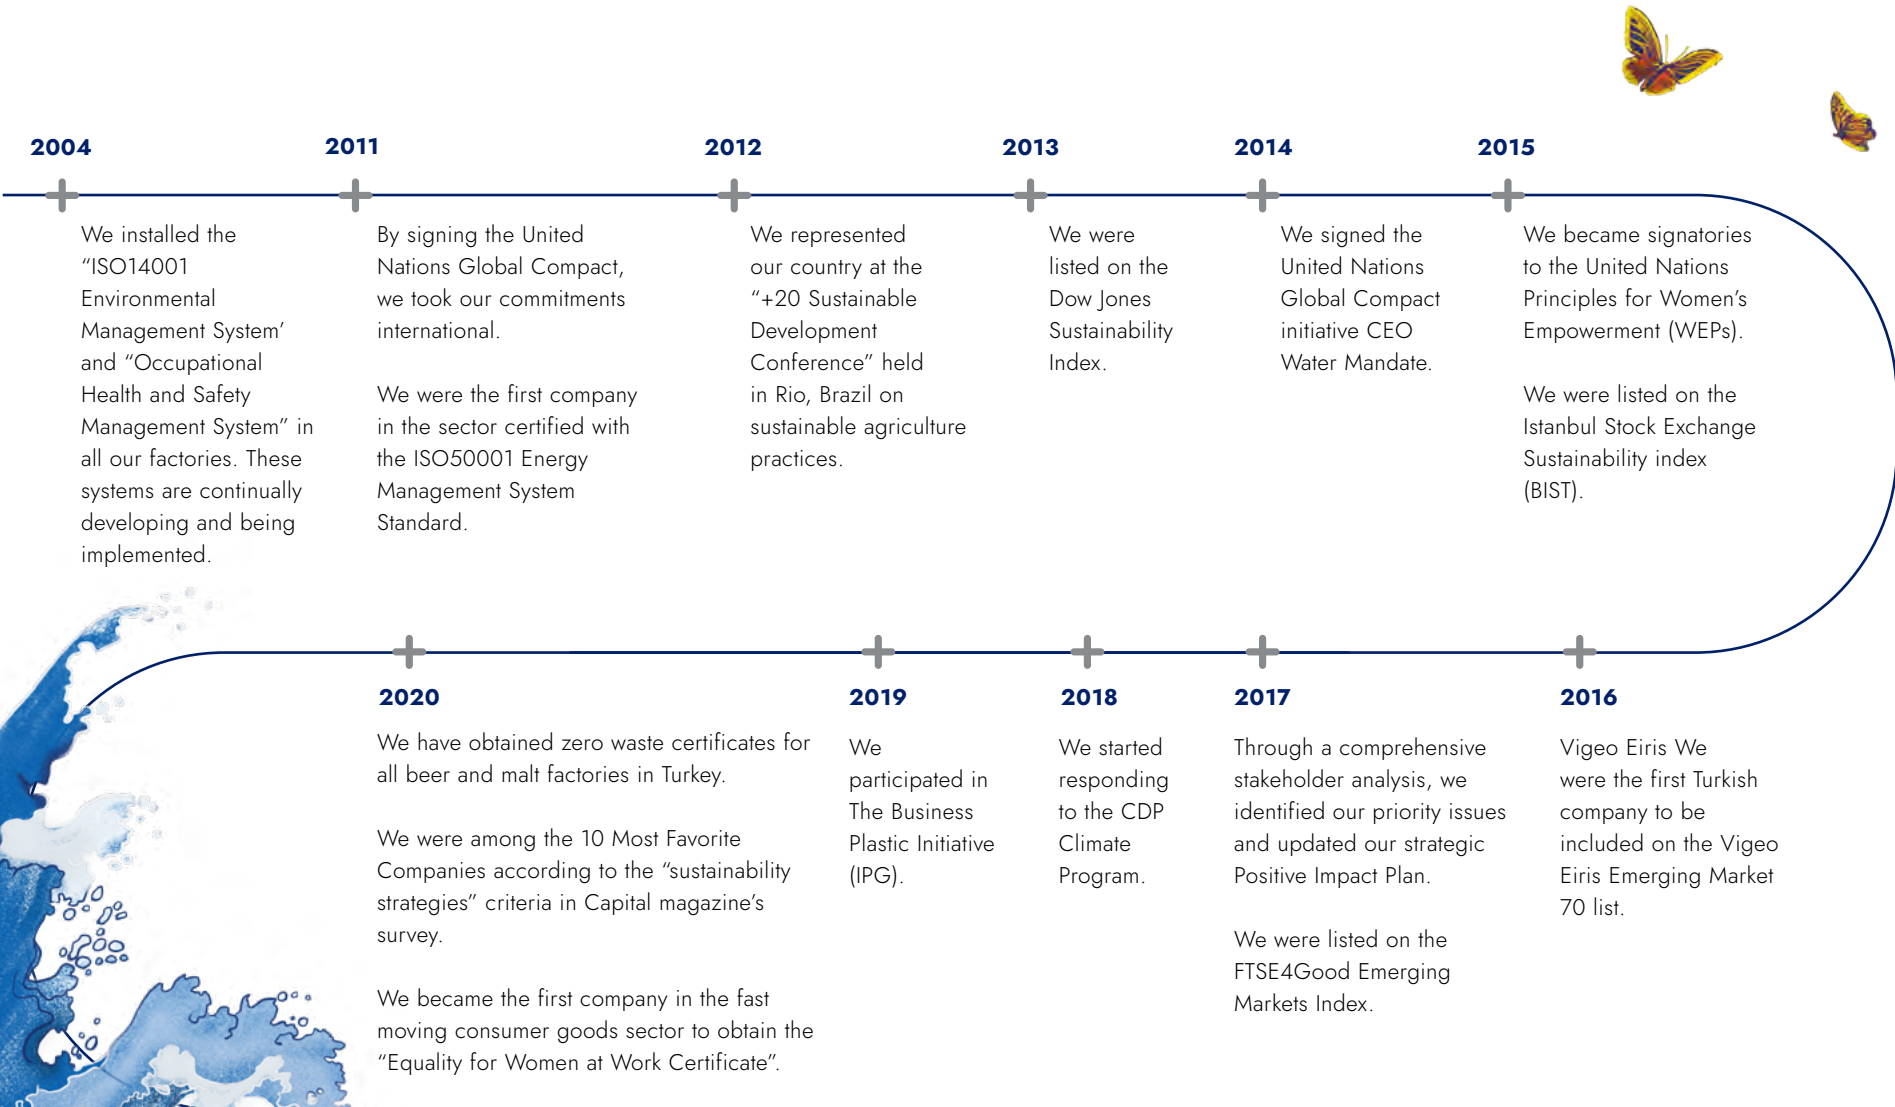 2004
We installed the
“ISO14001
Environmental
Management System’
and “Occupational
Health and Safety
Management System” in
all our factories. These
systems are continually
developing and being
implemented.
2011
By signing the United
Nations Global Compact,
we took our commitments
international.
We were the first company
in the sector certified with
the ISO50001 Energy
Management System
Standard.
2012
We represented
our country at the
“+20 Sustainable
Development
Conference” held
in Rio, Brazil on
sustainable agriculture
practices.
2013
We were
listed on the
Dow Jones
Sustainability
Index.
2014
We signed the
United Nations
Global Compact
initiative CEO
Water Mandate.
2015
We became signatories
to the United Nations
Principles for Women’s
Empowerment (WEPs).
We were listed on the
Istanbul Stock Exchange
Sustainability index
(BIST).
2020
We have obtained zero waste certificates for
all beer and malt factories in Turkey.
We were among the 10 Most Favorite
Companies according to the “sustainability
strategies” criteria in Capital magazine’s
survey.
We became the first company in the fast
moving consumer goods sector to obtain the
“Equality for Women at Work Certificate”.
2019
We
participated in
The Business
Plastic Initiative
(IPG).
2018
We started
responding
to the CDP
Climate
Program.
2017
Through a comprehensive
stakeholder analysis, we
identified our priority issues
and updated our strategic
Positive Impact Plan.
We were listed on the
FTSE4Good Emerging
Markets Index.
2016
Vigeo Eiris We
were the first Turkish
company to be
included on the Vigeo
Eiris Emerging Market
70 list.